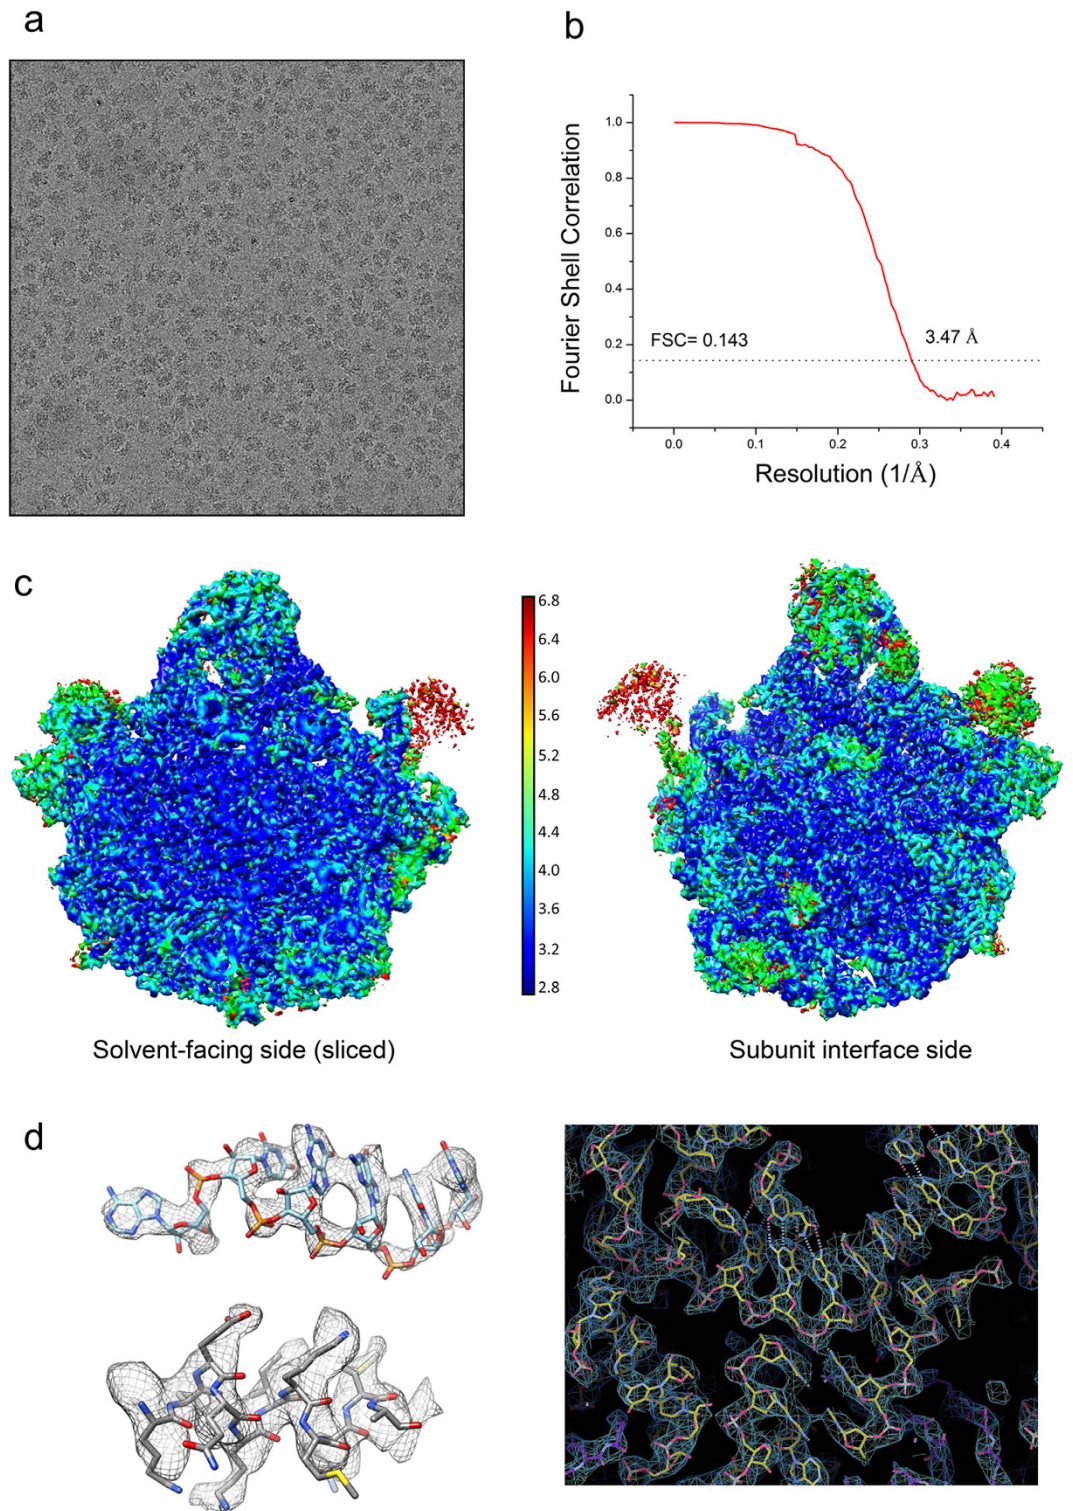 a
b
Fourier Shell Correlation
1.0
0.8
0.6
0.4
0.2
0.0
FSC= 0.143
3.47 Å
0.0 0.1 0.2 0.3 0.4
Resolution (1/Å)
c
6.8
6.4
6.0
5.6
5.2
4.8
4.4
4.0
3.6
3.2
2.8
Solvent-facing side (sliced)
Subunit interface side
d